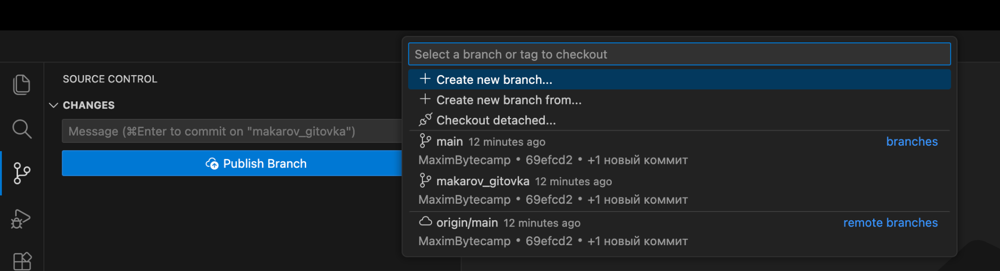 SOURCE CONTROL
CHANGES
Message (⌘Enter to commit on "makarov_gitovka")
Publish Branch
Select a branch or tag to checkout
Create new branch...
Create new branch from...
Checkout detached...
main 12 minutes ago branches
MaximBytecamp • 69efcd2 • +1 новый коммит
makarov_gitovka 12 minutes ago
MaximBytecamp • 69efcd2 • +1 новый коммит
origin/main 12 minutes ago remote branches
MaximBytecamp • 69efcd2 • +1 новый коммит